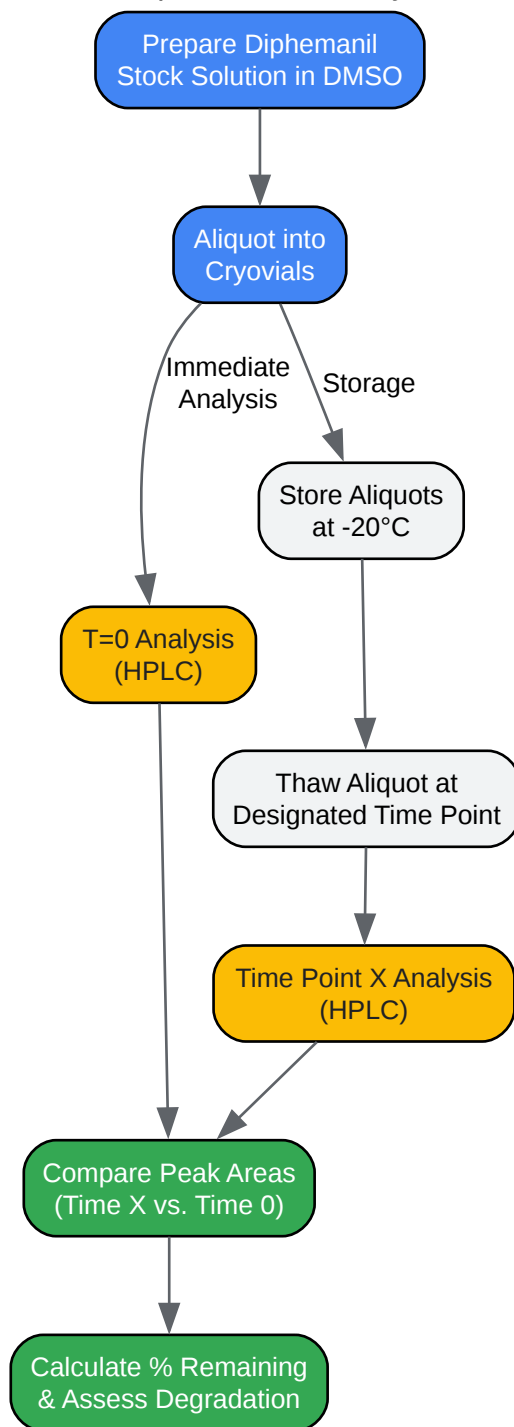 Prepare Diphemanil
Stock Solution in DMSO
Aliquot into
Cryovials
Immediate
Analysis
Storage
Store Aliquots
at -20°C
T=0 Analysis
(HPLC)
Thaw Aliquot at
Designated Time Point
Time Point X Analysis
(HPLC)
Compare Peak Areas
(Time X vs. Time 0)
Calculate % Remaining
& Assess Degradation